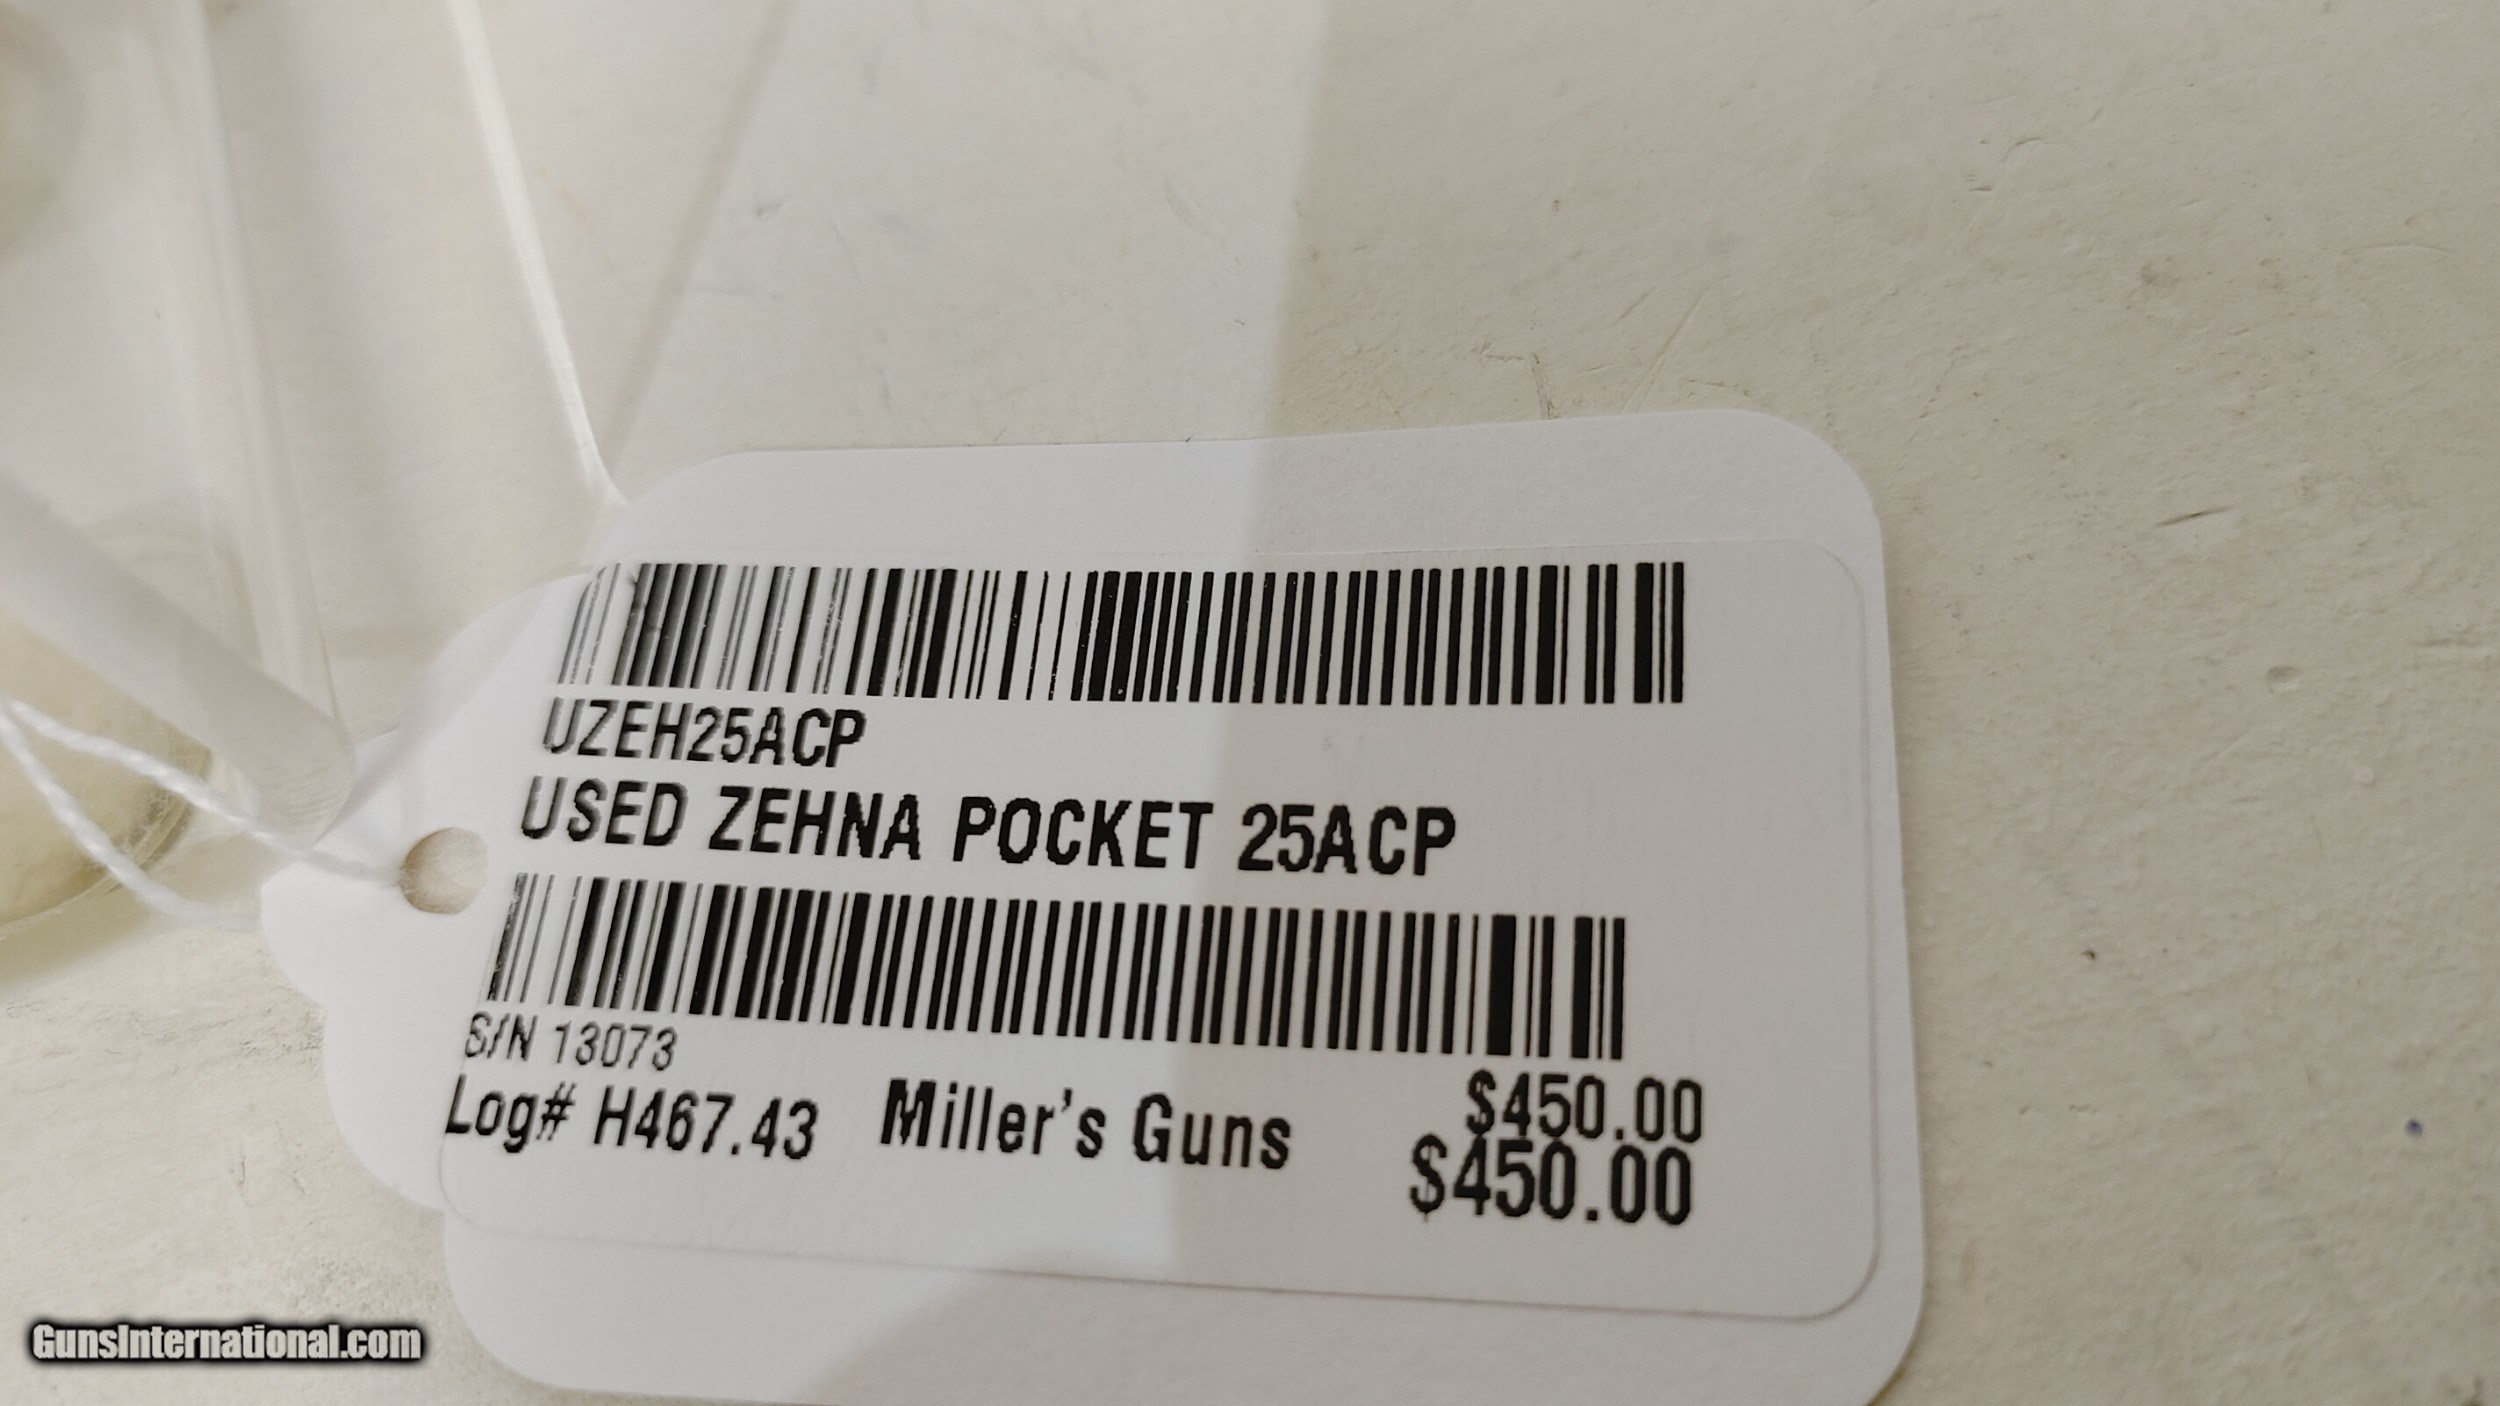 UZEH25ACP
USED ZEHNA POCKET 25ACP
S/N 13073
Log# H467.43 Miller's Guns $450.00
$450.00
GunsInternational.com